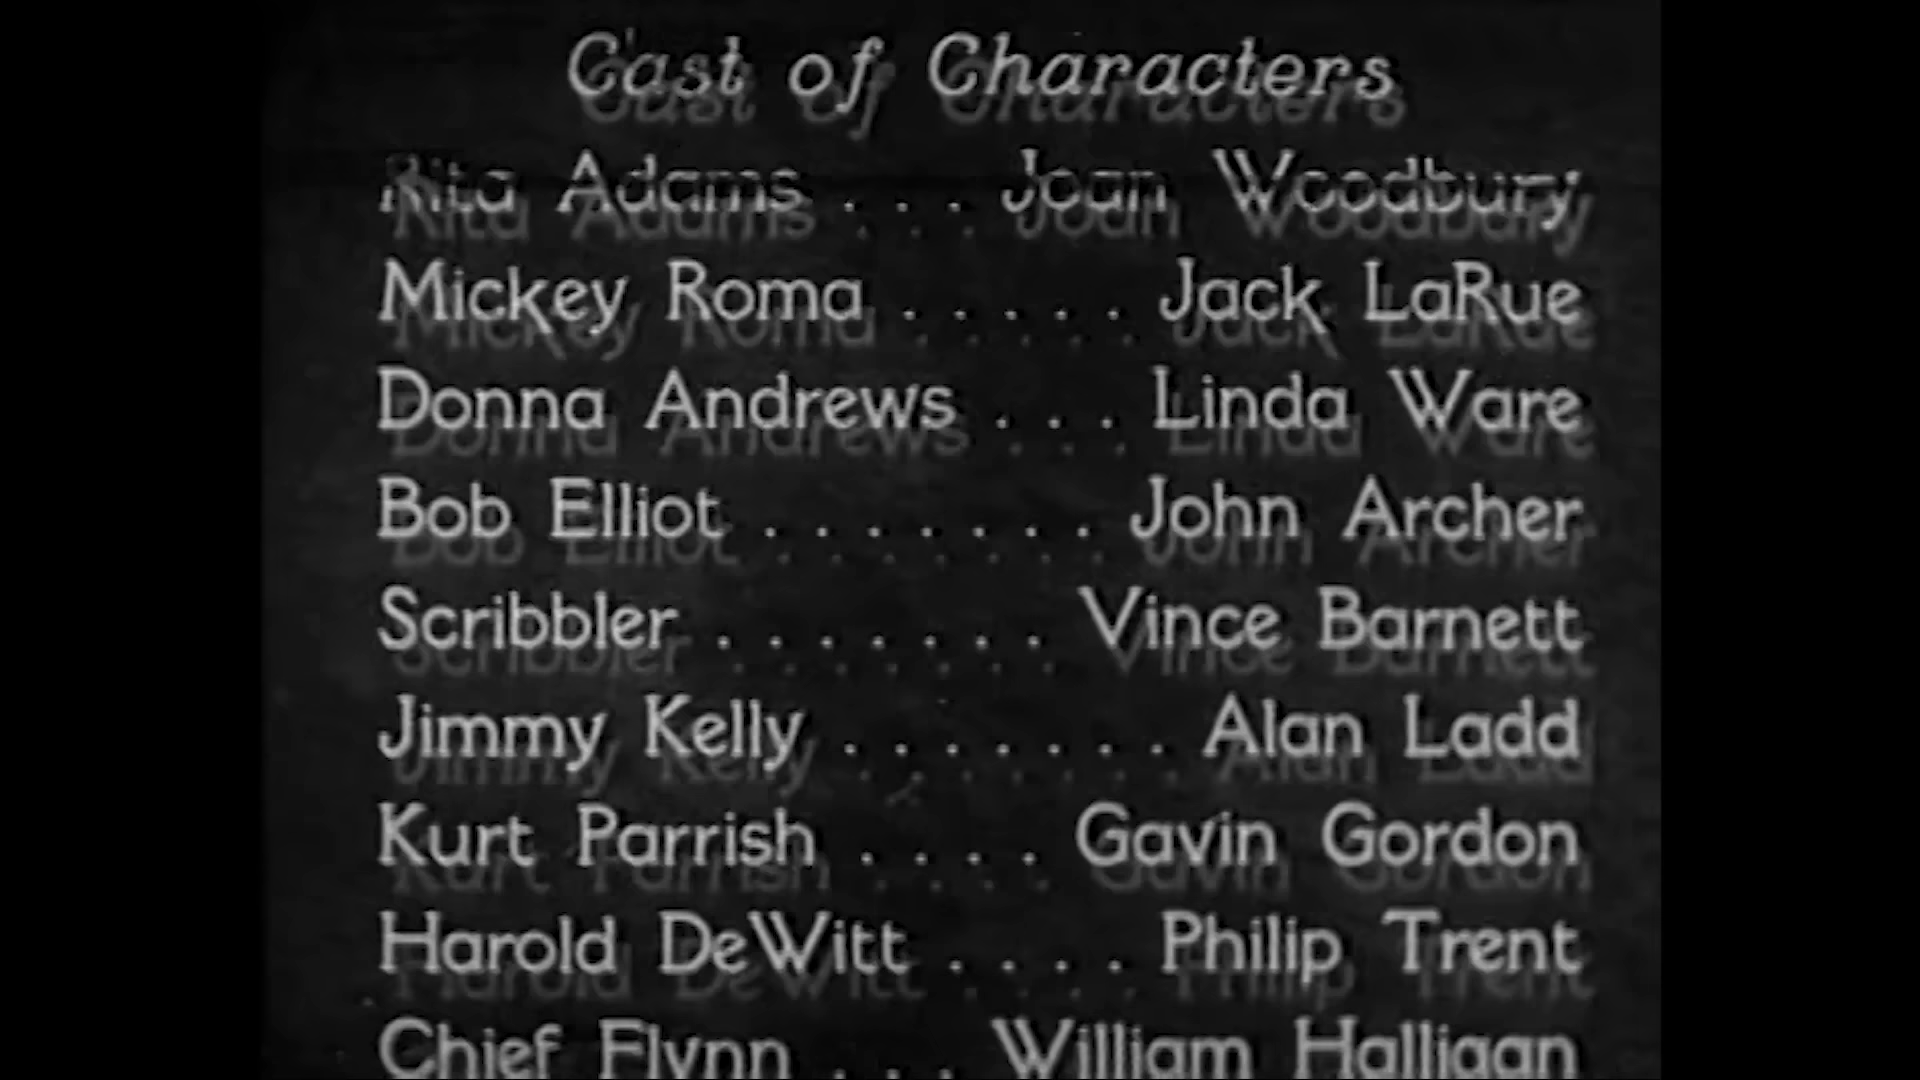 Cast of Characters
Rita Adams . . . Joan Woodbury
Mickey Roma . . . . . Jack LaRue
Donna Andrews . . . Linda Ware
Bob Elliot . . . . . . . John Archer
Scribbler . . . . . . . Vince Barnett
Jimmy Kelly . . . . . . . Alan Ladd
Kurt Parrish . . . . Gavin Gordon
Harold DeWitt . . . . Philip Trent
Chief Flynn . . . William Halligan